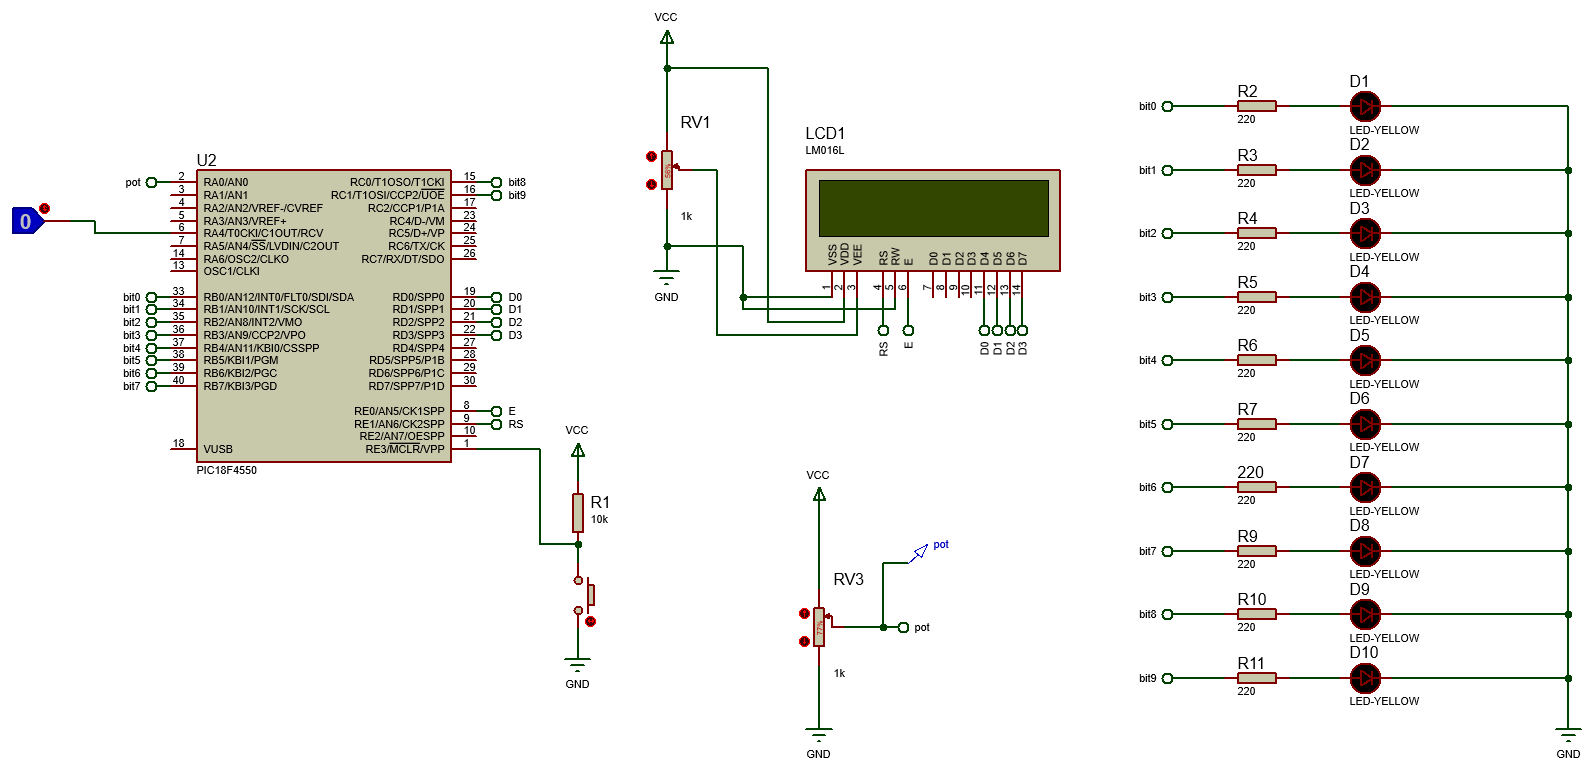 U2
pot
2
3
4
5
6
7
14
13
RA0/AN0
RA1/AN1
RA2/AN2/VREF-/CVREF
RA3/AN3/VREF+
RA4/T0CKI/C1OUT/RCV
RA5/AN4/SS/LVDIN/C2OUT
RA6/OSC2/CLKO
OSC1/CLKI
0
bit0
bit1
bit2
bit3
bit4
bit5
bit6
bit7
33
34
35
36
37
38
39
40
RB0/AN12/INT0/FLT0/SDI/SDA
RB1/AN10/INT1/SCK/SCL
RB2/AN8/INT2/VMO
RB3/AN9/CCP2/VPO
RB4/AN11/KBI0/CSSPP
RB5/KBI1/PGM
RB6/KBI2/PGC
RB7/KBI3/PGD
18
VUSB
RC0/T1OSO/T1CKI
RC1/T1OSI/CCP2/UOE
RC2/CCP1/P1A
RC4/D-/VM
RC5/D+/VP
RC6/TX/CK
RC7/RX/DT/SDO
15
16
17
23
24
25
26
bit8
bit9
RD0/SPP0
RD1/SPP1
RD2/SPP2
RD3/SPP3
RD4/SPP4
RD5/SPP5/P1B
RD6/SPP6/P1C
RD7/SPP7/P1D
19
20
21
22
27
28
29
30
D0
D1
D2
D3
RE0/AN5/CK1SPP
RE1/AN6/CK2SPP
RE2/AN7/OESPP
RE3/MCLR/VPP
8
9
10
1
E
RS
PIC18F4550
VCC
R1
10k
GND
VCC
RV1
56%
1k
GND
LCD1
LM016L
VSS
VDD
VEE
RS
RW
E
D0
D1
D2
D3
D4
D5
D6
D7
1
2
3
4
5
6
7
8
9
10
11
12
13
14
RS
E
D0
D1
D2
D3
VCC
RV3
77%
1k
pot
pot
GND
bit0
R2
220
D1
LED-YELLOW
bit1
R3
220
D2
LED-YELLOW
bit2
R4
220
D3
LED-YELLOW
bit3
R5
220
D4
LED-YELLOW
bit4
R6
220
D5
LED-YELLOW
bit5
R7
220
D6
LED-YELLOW
bit6
220
220
D7
LED-YELLOW
bit7
R9
220
D8
LED-YELLOW
bit8
R10
220
D9
LED-YELLOW
bit9
R11
220
D10
LED-YELLOW
GND